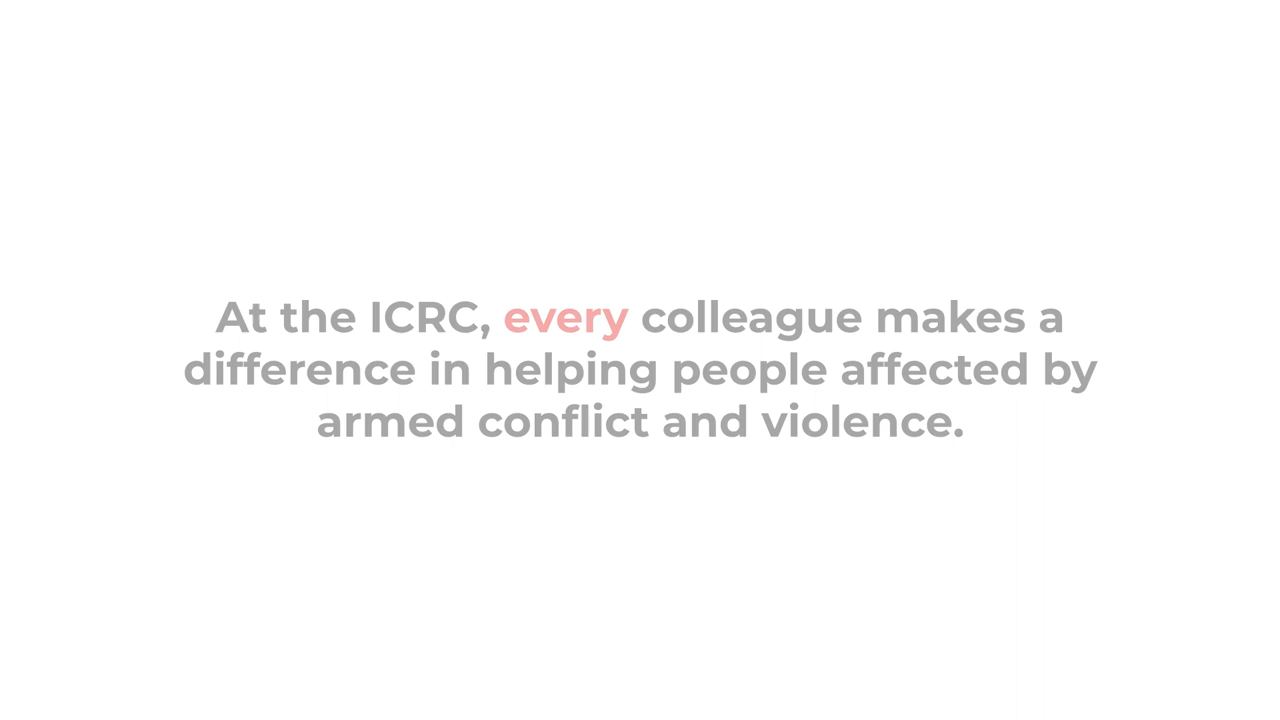 At the ICRC, every colleague makes a
difference in helping people affected by
armed conflict and violence.